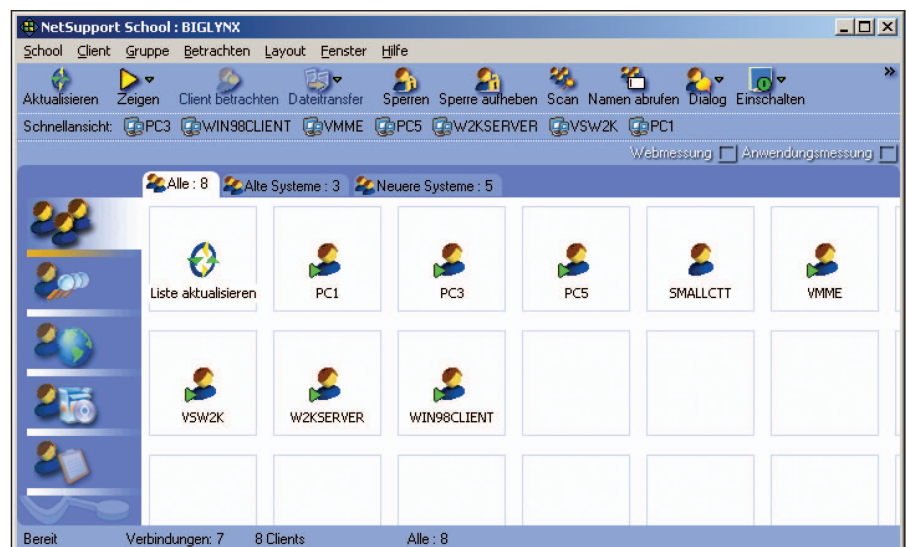 NetSupport School : BIGLYNX
School Client Gruppe Betrachten Layout Fenster Hilfe
Aktualisieren Zeigen Client betrachten Dateitransfer Sperren Sperre aufheben Scan Namen abrufen Dialog Einschalten »
Schnellansicht: PC3 WIN98CLIENT VMME PC5 W2KSERVER VSW2K PC1
Webmessung Anwendungsmessung
Alle : 8 Alte Systeme : 3 Neuere Systeme : 5
Liste aktualisieren PC1 PC3 PC5 SMALLCTT VMME
VSW2K W2KSERVER WIN98CLIENT
Bereit Verbindungen: 7 8 Clients Alle : 8